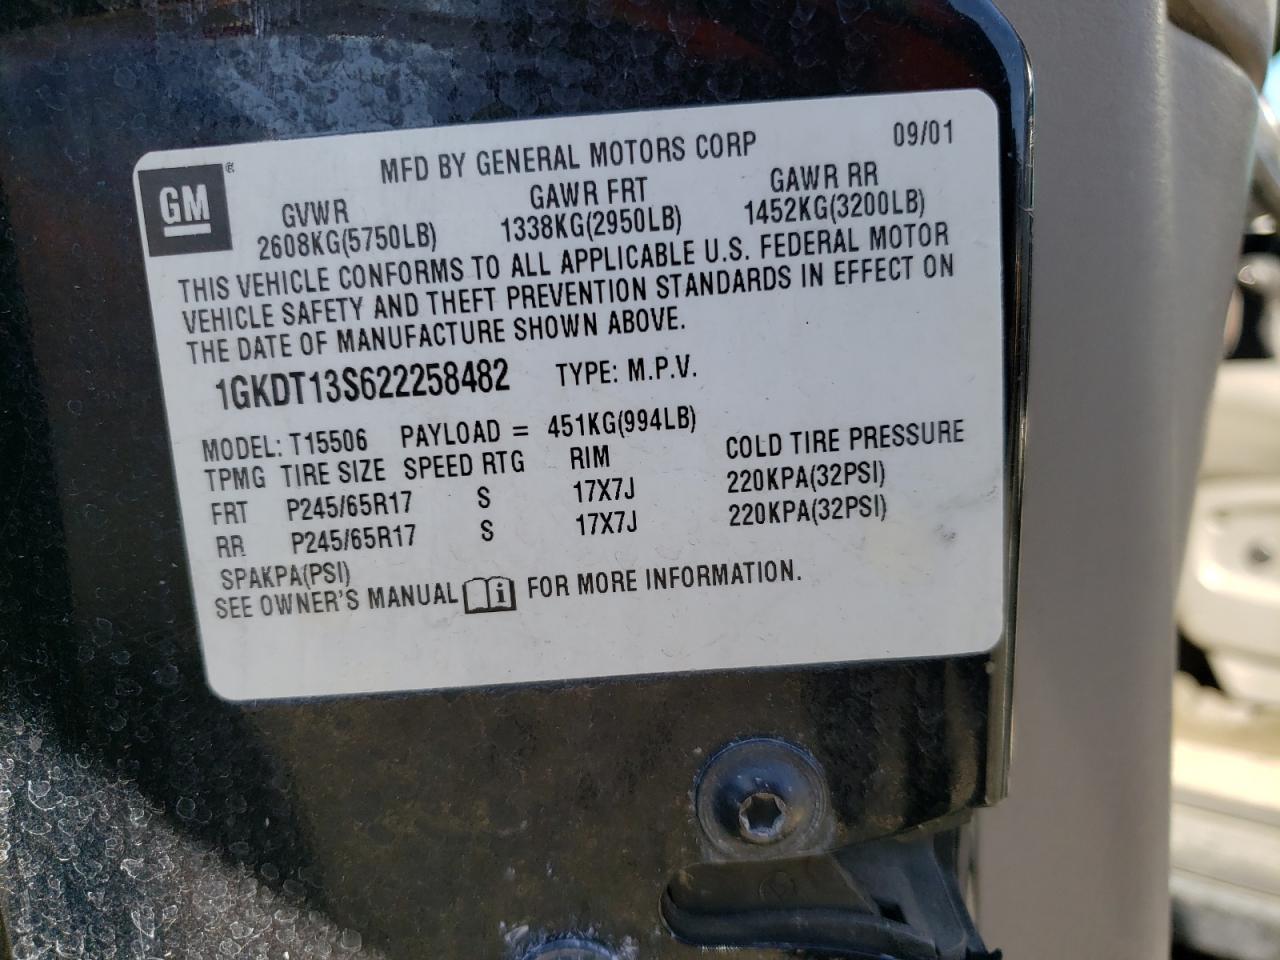 MFD BY GENERAL MOTORS CORP 09/01
GM®
GVWR GAWR FRT GAWR RR
2608KG(5750LB) 1338KG(2950LB) 1452KG(3200LB)
THIS VEHICLE CONFORMS TO ALL APPLICABLE U.S. FEDERAL MOTOR
VEHICLE SAFETY AND THEFT PREVENTION STANDARDS IN EFFECT ON
THE DATE OF MANUFACTURE SHOWN ABOVE.
1GKDT13S622258482 TYPE: M.P.V.
MODEL: T15506 PAYLOAD = 451KG(994LB)
TPMG TIRE SIZE SPEED RTG RIM COLD TIRE PRESSURE
FRT P245/65R17 S 17X7J 220KPA(32PSI)
RR P245/65R17 S 17X7J 220KPA(32PSI)
SPAKPA(PSI)
SEE OWNER'S MANUAL i FOR MORE INFORMATION.